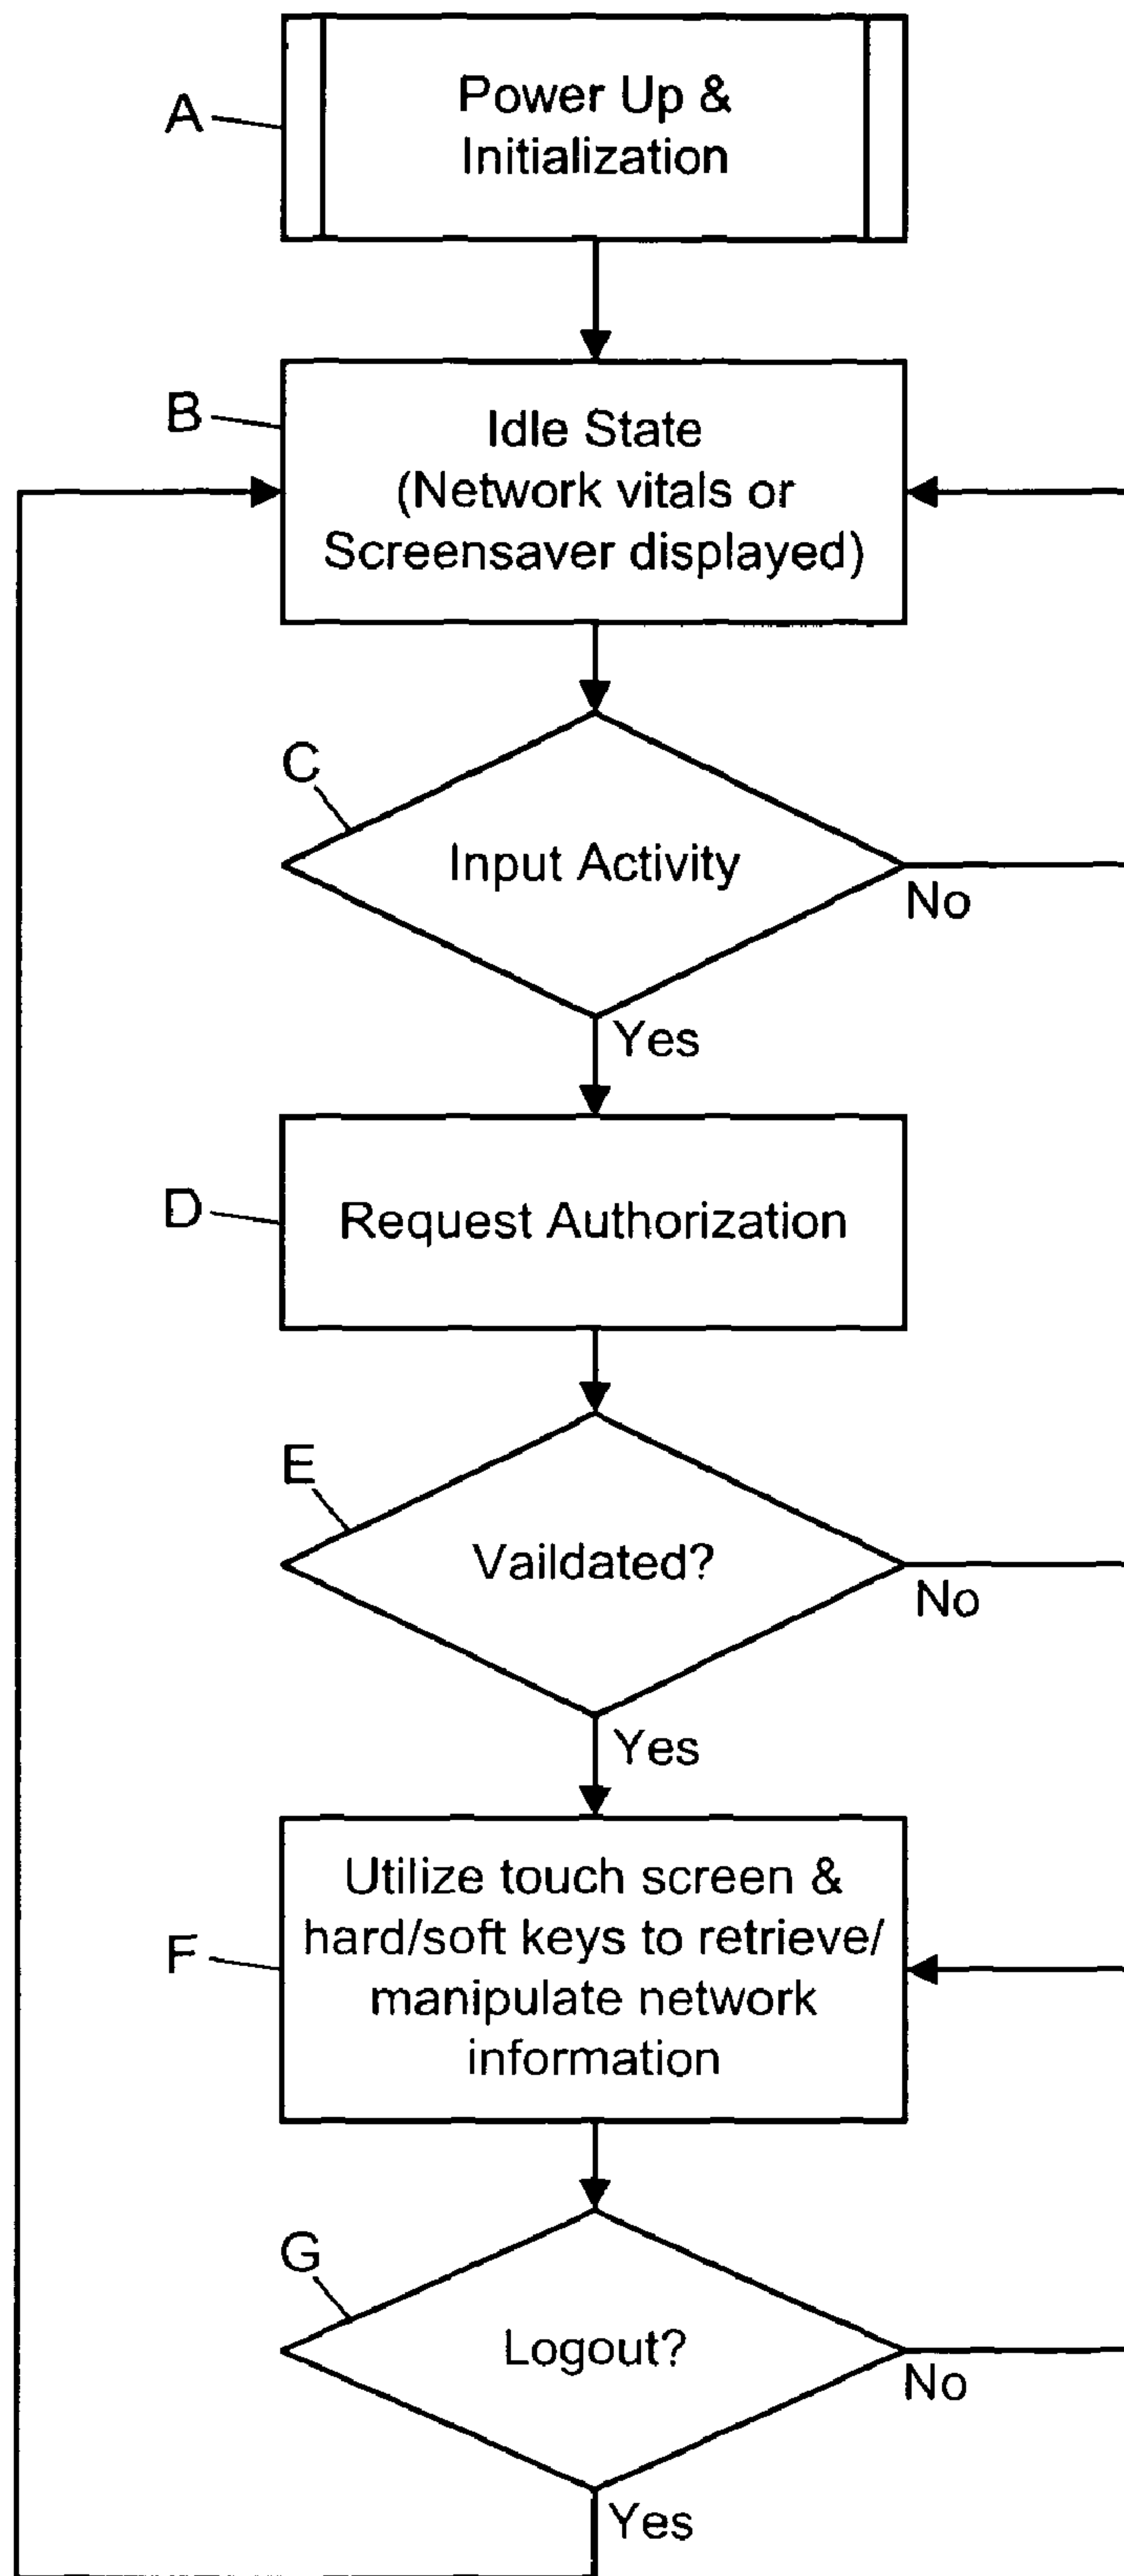 A
Power Up &
Initialization
B
Idle State
(Network vitals or
Screensaver displayed)
C
Input Activity
No
Yes
D
Request Authorization
E
Vaildated?
No
Yes
F
Utilize touch screen &
hard/soft keys to retrieve/
manipulate network
information
G
Logout?
No
Yes